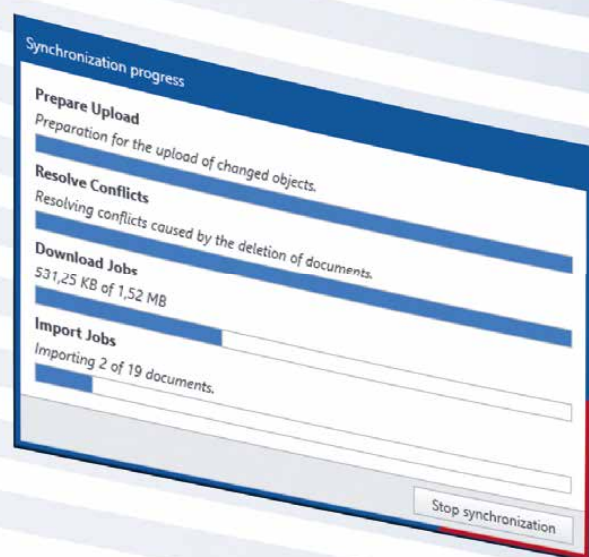 Synchronization progress
Prepare Upload
Preparation for the upload of changed objects.
Resolve Conflicts
Resolving conflicts caused by the deletion of documents.
Download Jobs
531,25 KB of 1,52 MB
Import Jobs
Importing 2 of 19 documents.
Stop synchronization